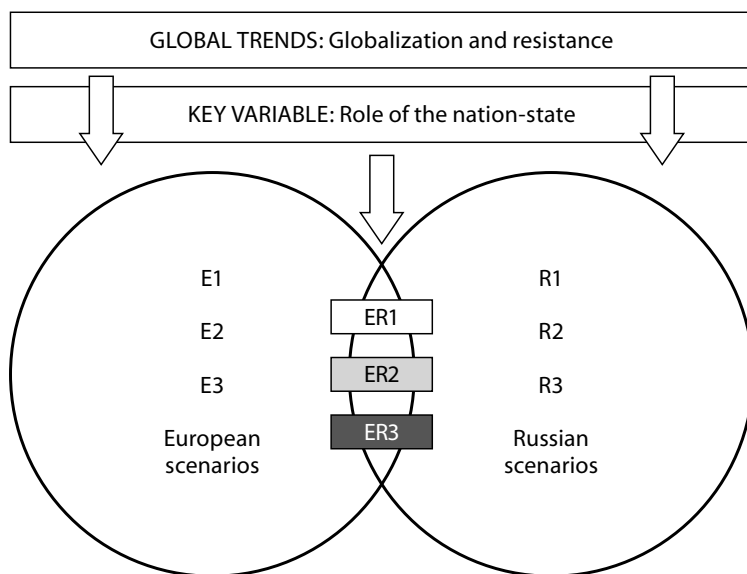 GLOBAL TRENDS: Globalization and resistance
KEY VARIABLE: Role of the nation-state
E1
R1
ER1
E2
R2
ER2
E3
R3
ER3
European
scenarios
Russian
scenarios